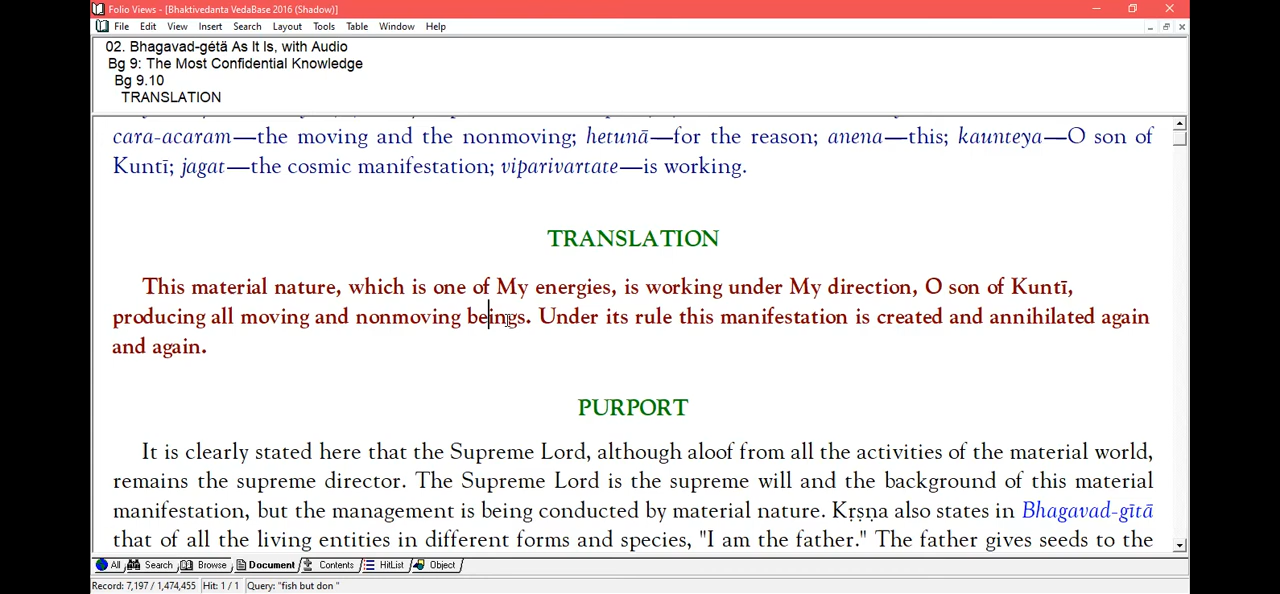 Folio Views - [Bhaktivedanta VedaBase 2016 (Shadow)]
File Edit View Insert Search Layout Tools Table Window Help
02. Bhagavad-gétä As It Is, with Audio
Bg 9: The Most Confidential Knowledge
Bg 9.10
TRANSLATION
cara-acaram—the moving and the nonmoving; hetunā—for the reason; anena—this; kaunteya—O son of
Kuntī; jagat—the cosmic manifestation; viparivartate—is working.
TRANSLATION
This material nature, which is one of My energies, is working under My direction, O son of Kuntī,
producing all moving and nonmoving beings. Under its rule this manifestation is created and annihilated again
and again.
PURPORT
It is clearly stated here that the Supreme Lord, although aloof from all the activities of the material world,
remains the supreme director. The Supreme Lord is the supreme will and the background of this material
manifestation, but the management is being conducted by material nature. Kṛṣṇa also states in Bhagavad-gītā
that of all the living entities in different forms and species, "I am the father." The father gives seeds to the
All Search Browse Document Contents HitList Object
Record: 7,197 / 1,474,455 Hit: 1 / 1 Query: "fish but don "